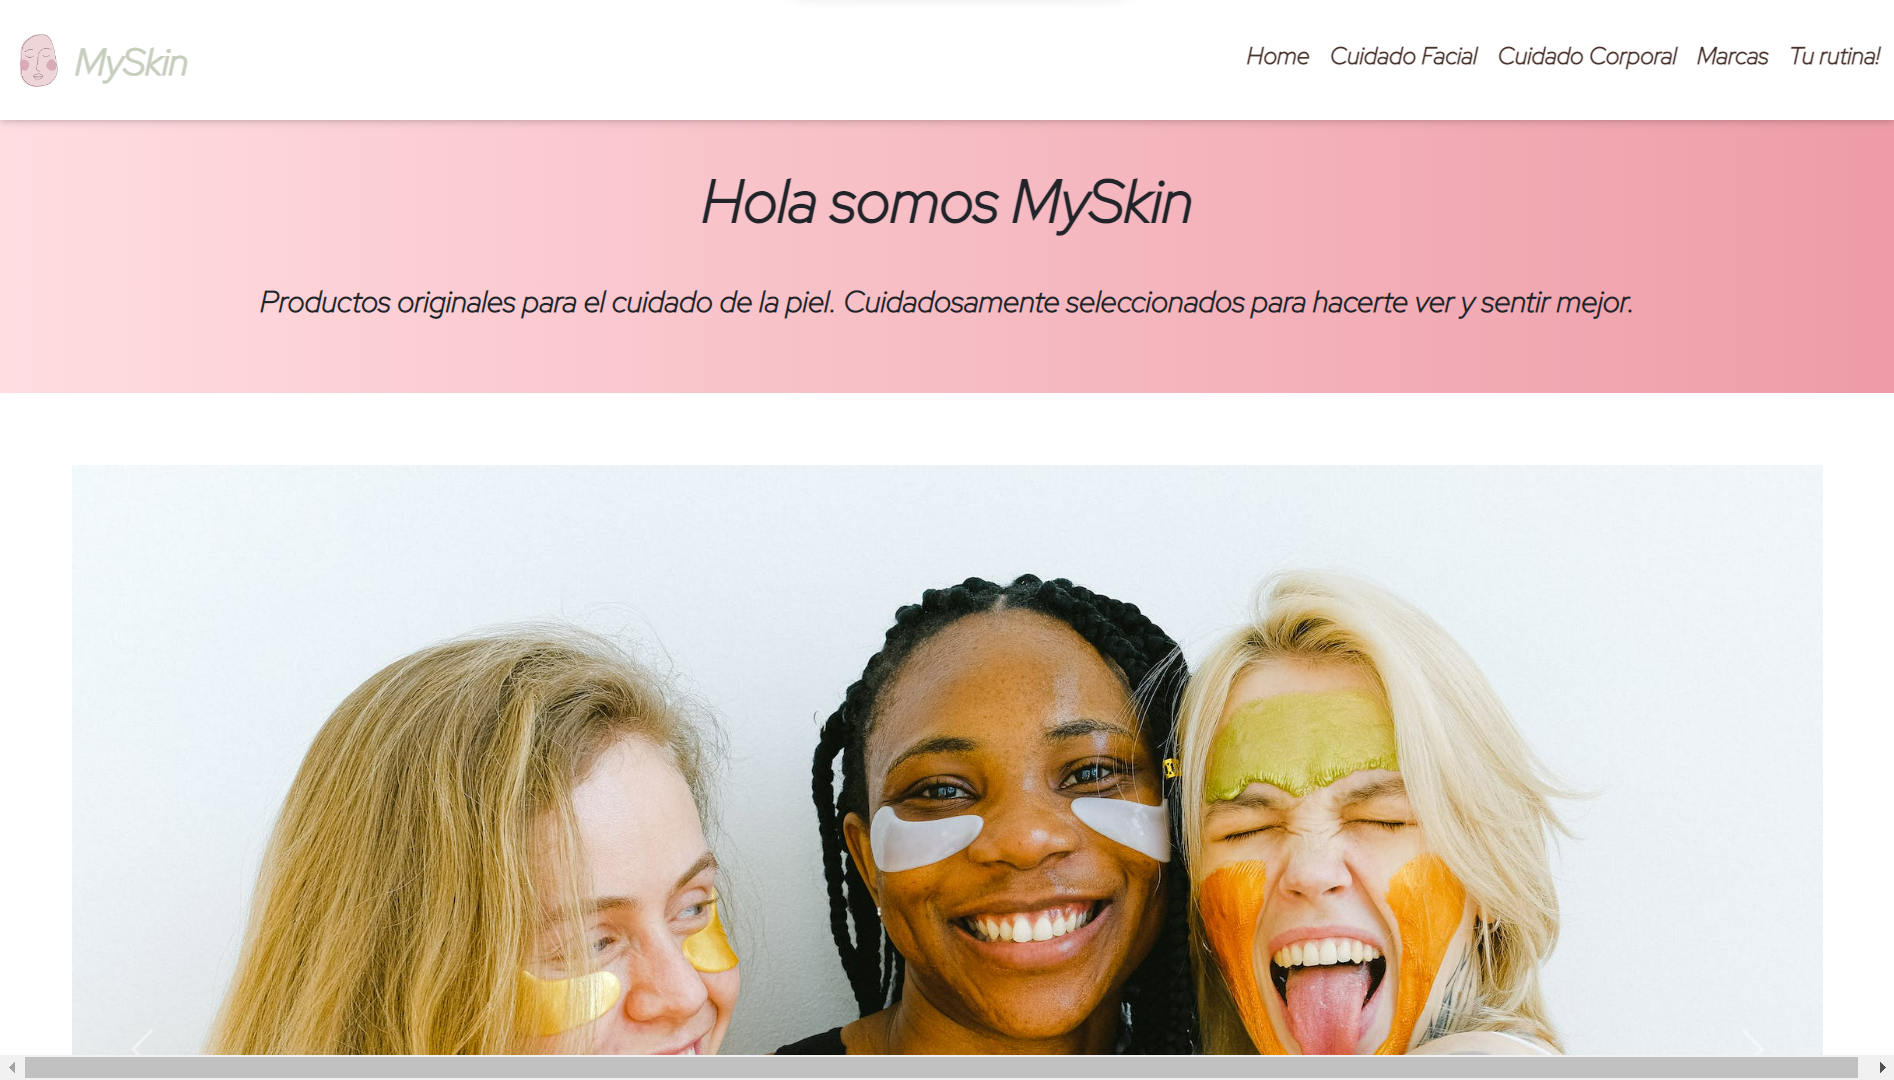 MySkin
Home Cuidado Facial Cuidado Corporal Marcas Tu rutina!
Hola somos MySkin
Productos originales para el cuidado de la piel. Cuidadosamente seleccionados para hacerte ver y sentir mejor.